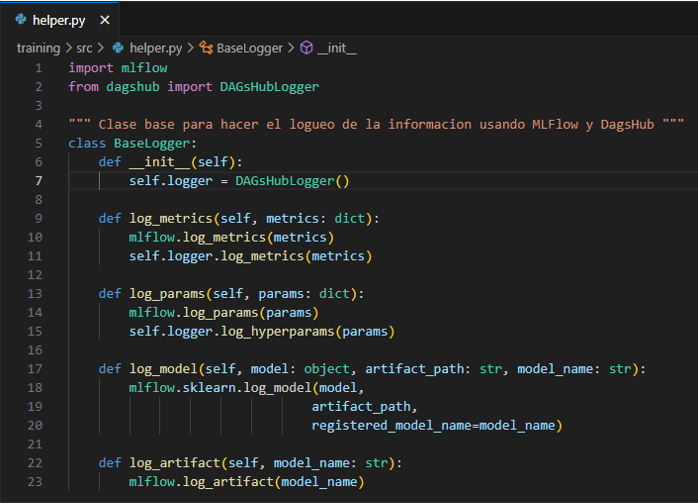 helper.py ×
training > src > helper.py > BaseLogger > __init__
1 import mlflow
2 from dagshub import DAGsHubLogger
3
4 """ Clase base para hacer el logueo de la informacion usando MLFlow y DagsHub """
5 class BaseLogger:
6     def __init__(self):
7         self.logger = DAGsHubLogger()
8
9     def log_metrics(self, metrics: dict):
10         mlflow.log_metrics(metrics)
11         self.logger.log_metrics(metrics)
12
13     def log_params(self, params: dict):
14         mlflow.log_params(params)
15         self.logger.log_hyperparams(params)
16
17     def log_model(self, model: object, artifact_path: str, model_name: str):
18         mlflow.sklearn.log_model(model,
19                                  artifact_path,
20                                  registered_model_name=model_name)
21
22     def log_artifact(self, model_name: str):
23         mlflow.log_artifact(model_name)